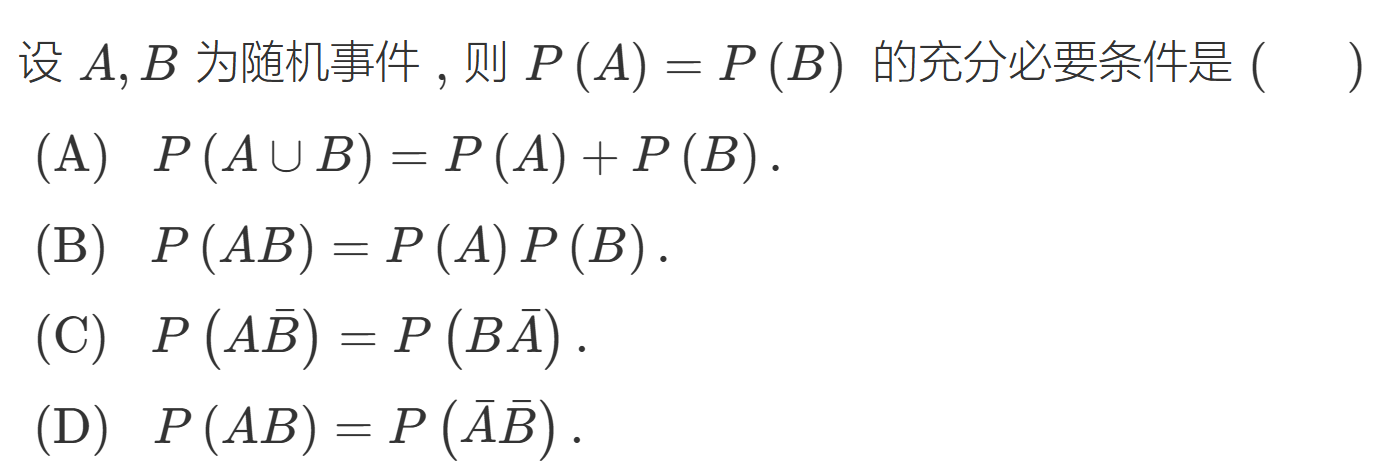 设 A, B 为随机事件 , 则 P (A) = P (B) 的充分必要条件是 (    )
(A) P (A ∪ B) = P (A) + P (B) .
(B) P (AB) = P (A) P (B) .
(C) P (AB̄) = P (BĀ) .
(D) P (AB) = P (ĀB̄) .